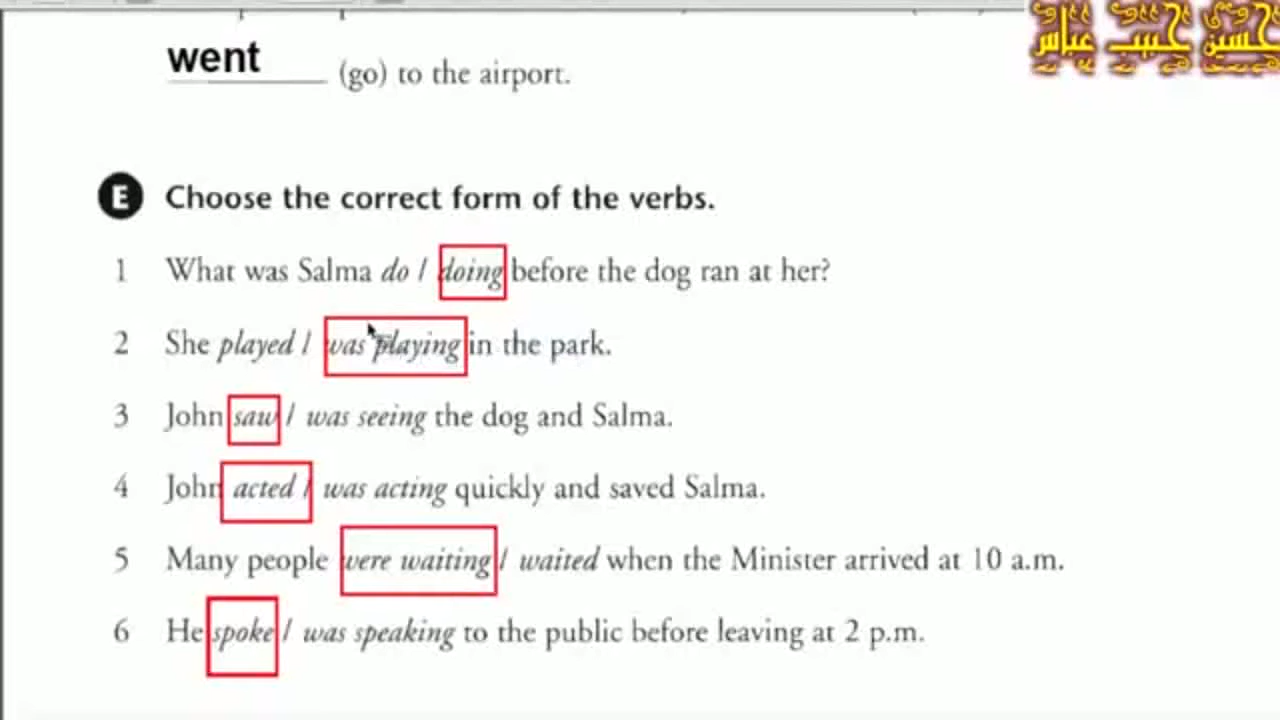 حسين حبيب عباس
went (go) to the airport.
E Choose the correct form of the verbs.
1 What was Salma do / doing before the dog ran at her?
2 She played / was playing in the park.
3 John saw / was seeing the dog and Salma.
4 John acted / was acting quickly and saved Salma.
5 Many people were waiting / waited when the Minister arrived at 10 a.m.
6 He spoke / was speaking to the public before leaving at 2 p.m.